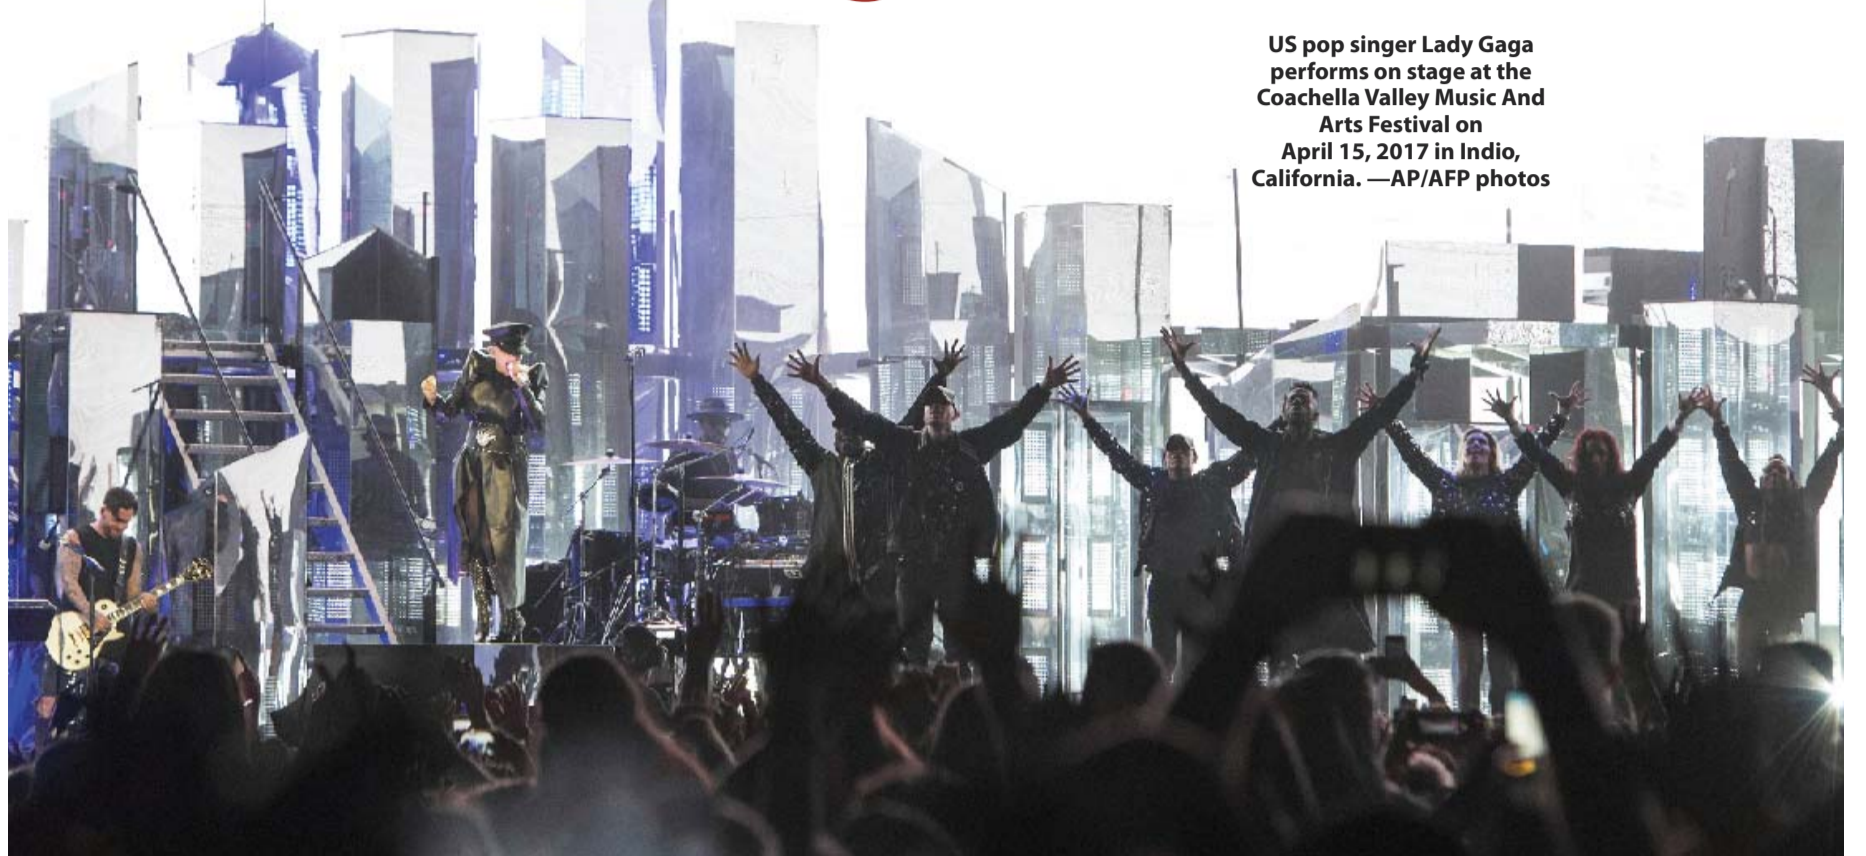 US pop singer Lady Gaga
performs on stage at the
Coachella Valley Music And
Arts Festival on
April 15, 2017 in Indio,
California. —AP/AFP photos